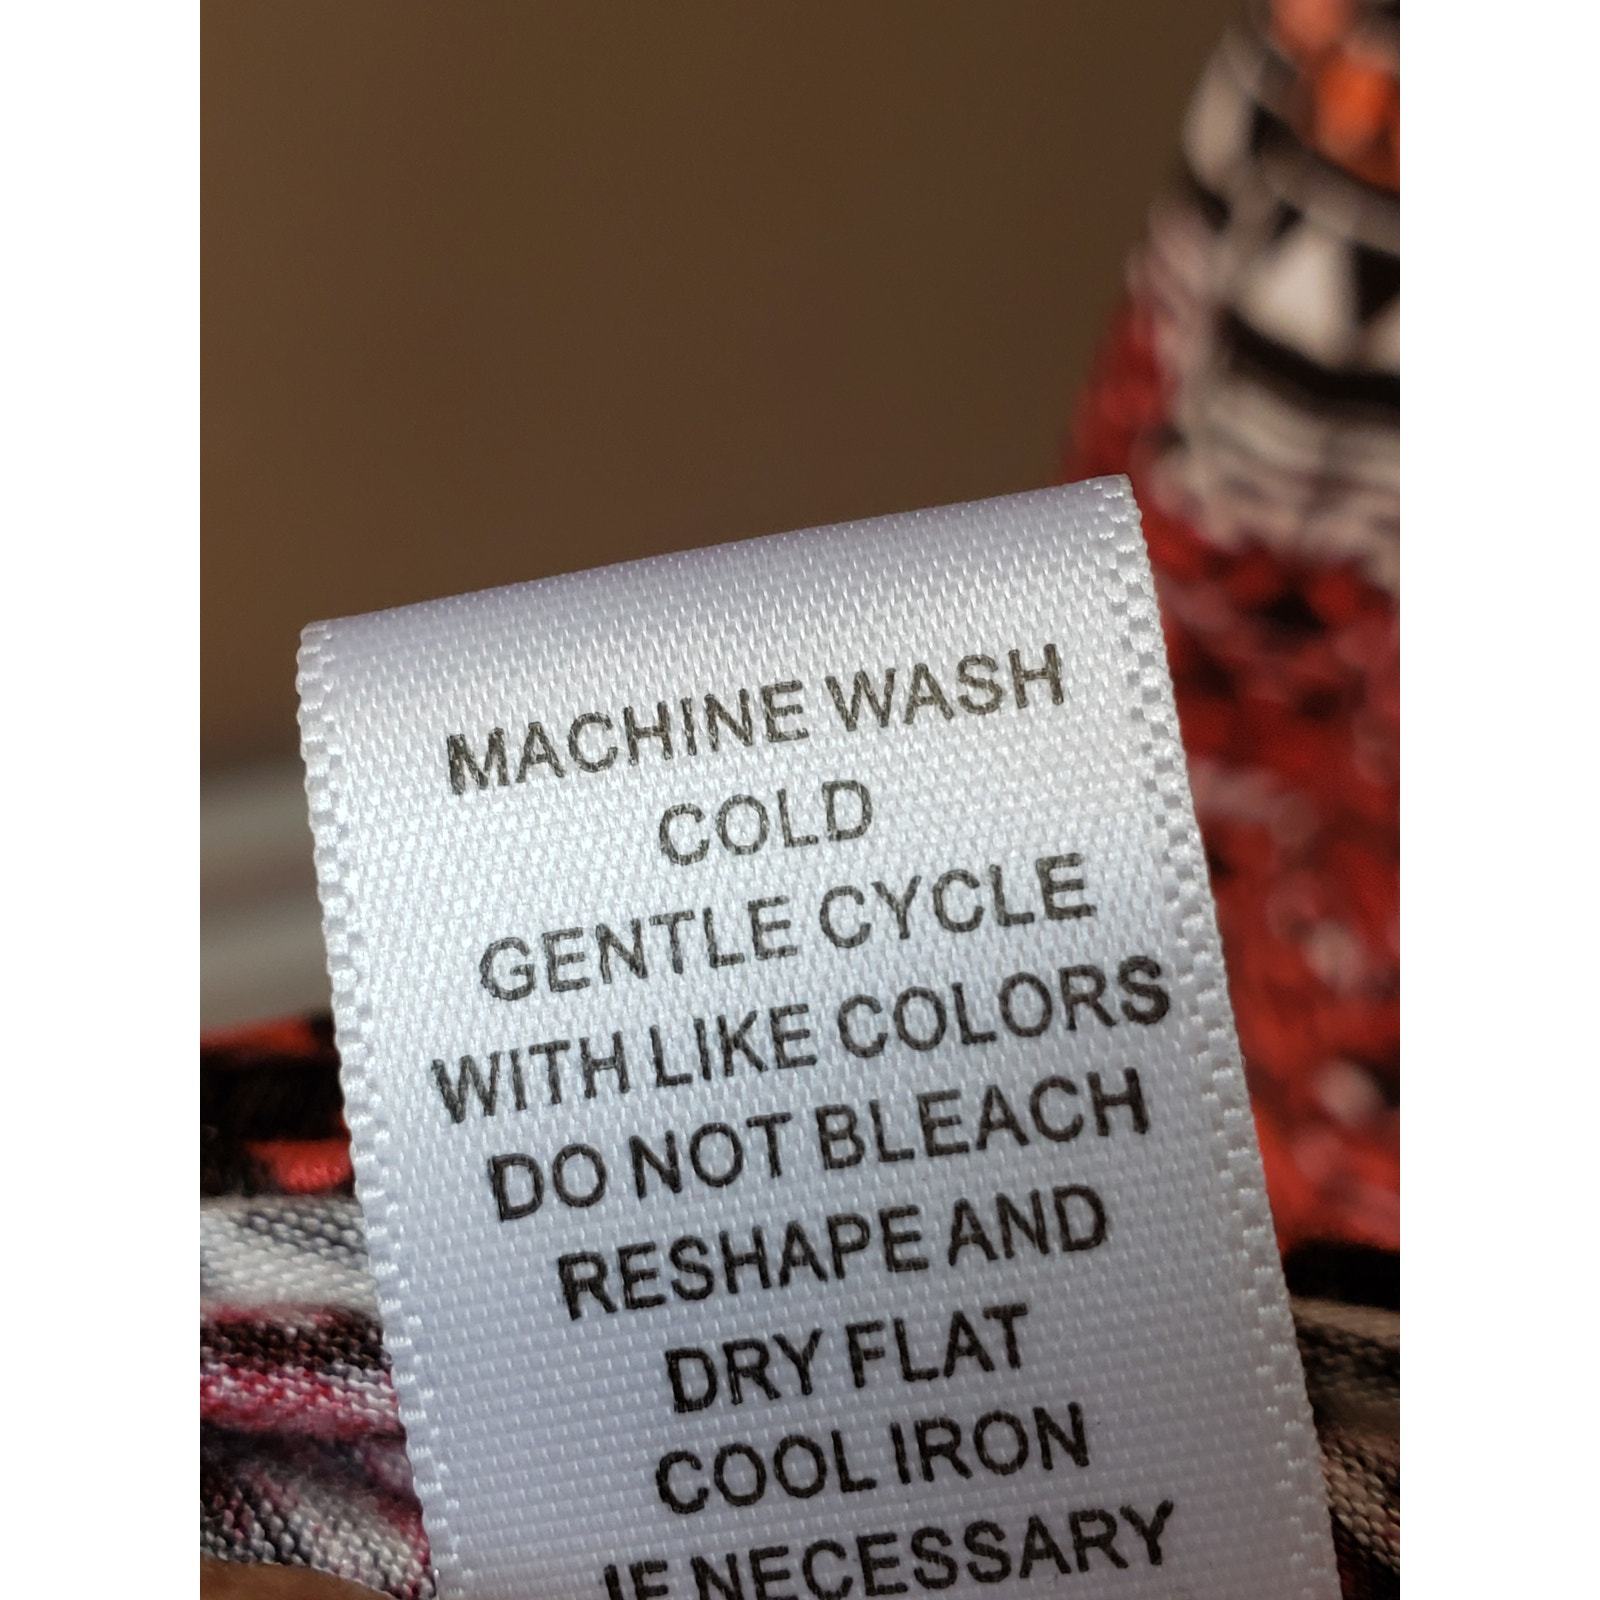 MACHINE WASH
COLD
GENTLE CYCLE
WITH LIKE COLORS
DO NOT BLEACH
RESHAPE AND
DRY FLAT
COOL IRON
IF NECESSARY